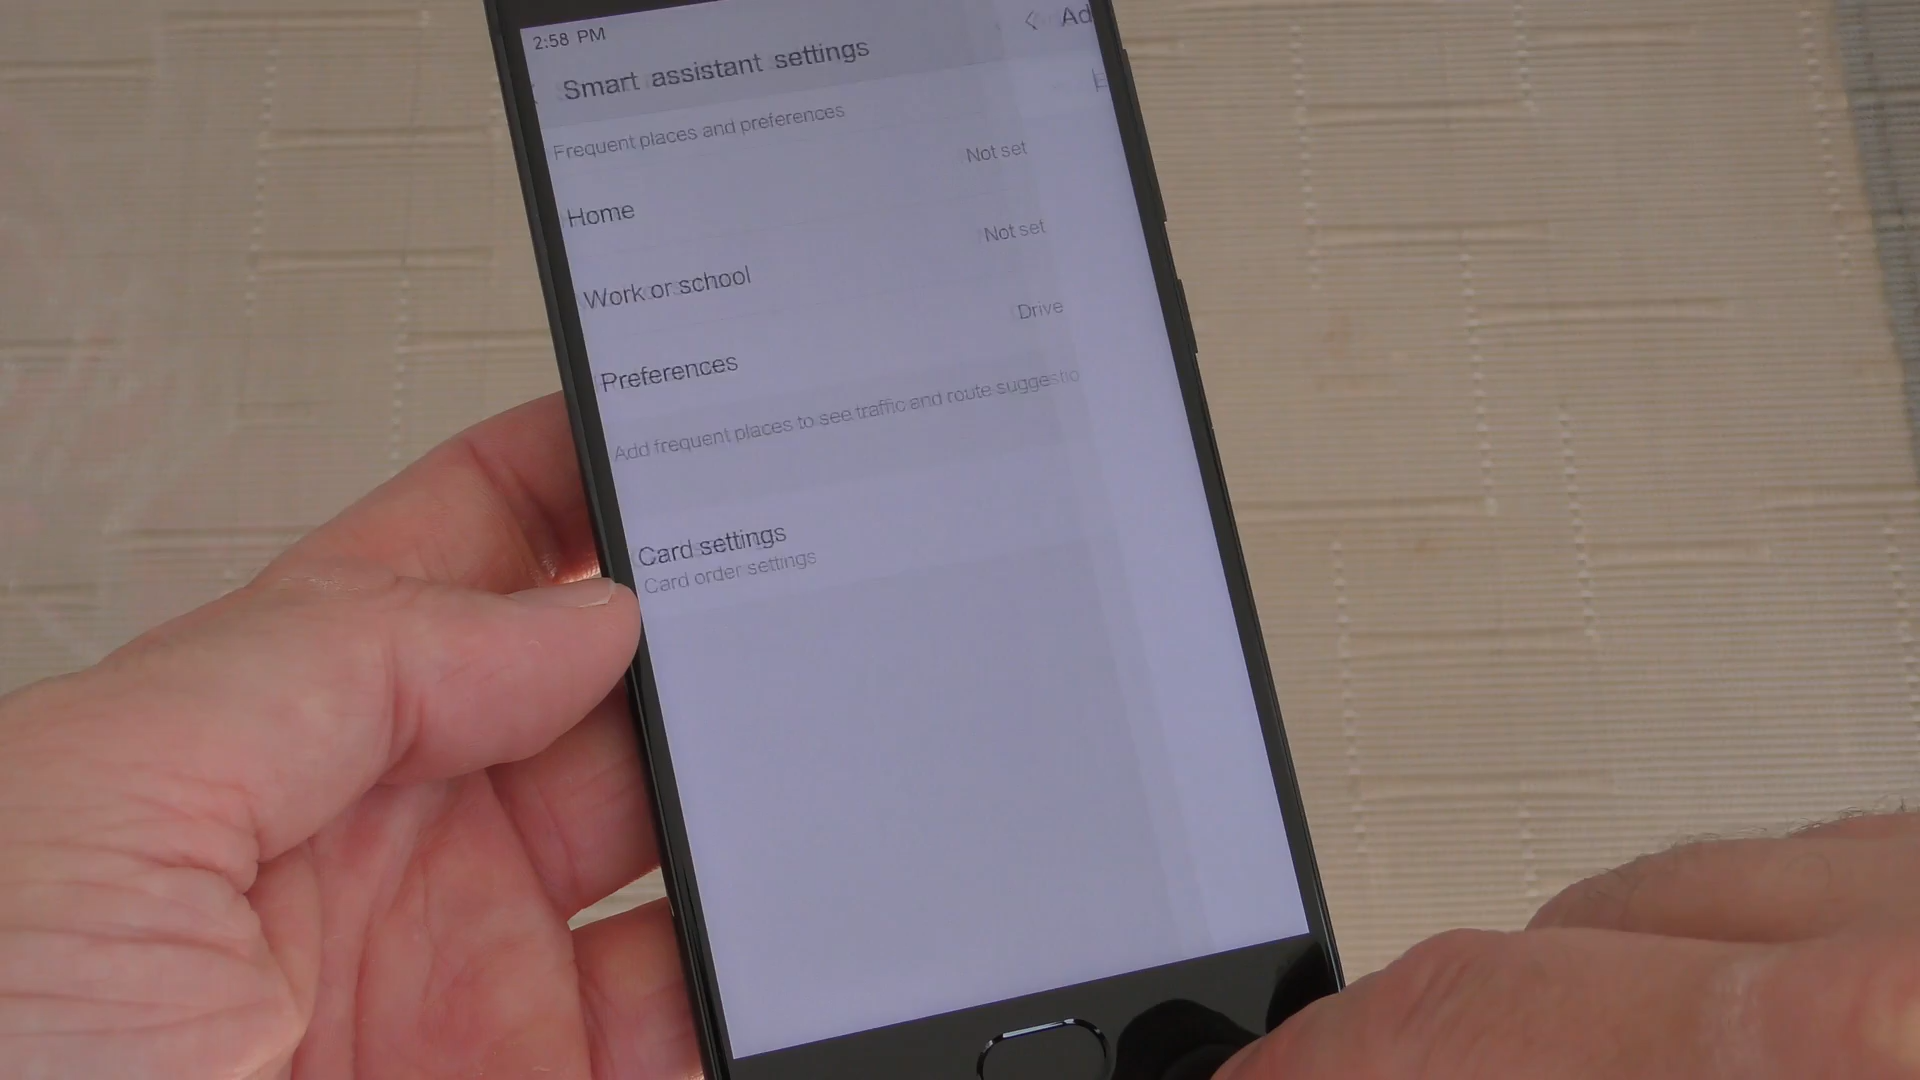 2:58 PM
< Ad
Smart assistant settings
Frequent places and preferences
Home Not set
Work or school Not set
Preferences Drive
Add frequent places to see traffic and route suggestio
Card settings
Card order settings